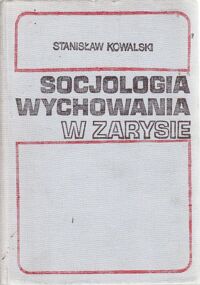 STANISŁAW KOWALSKI
SOCJOLOGIA
WYCHOWANIA
W ZARYSIE